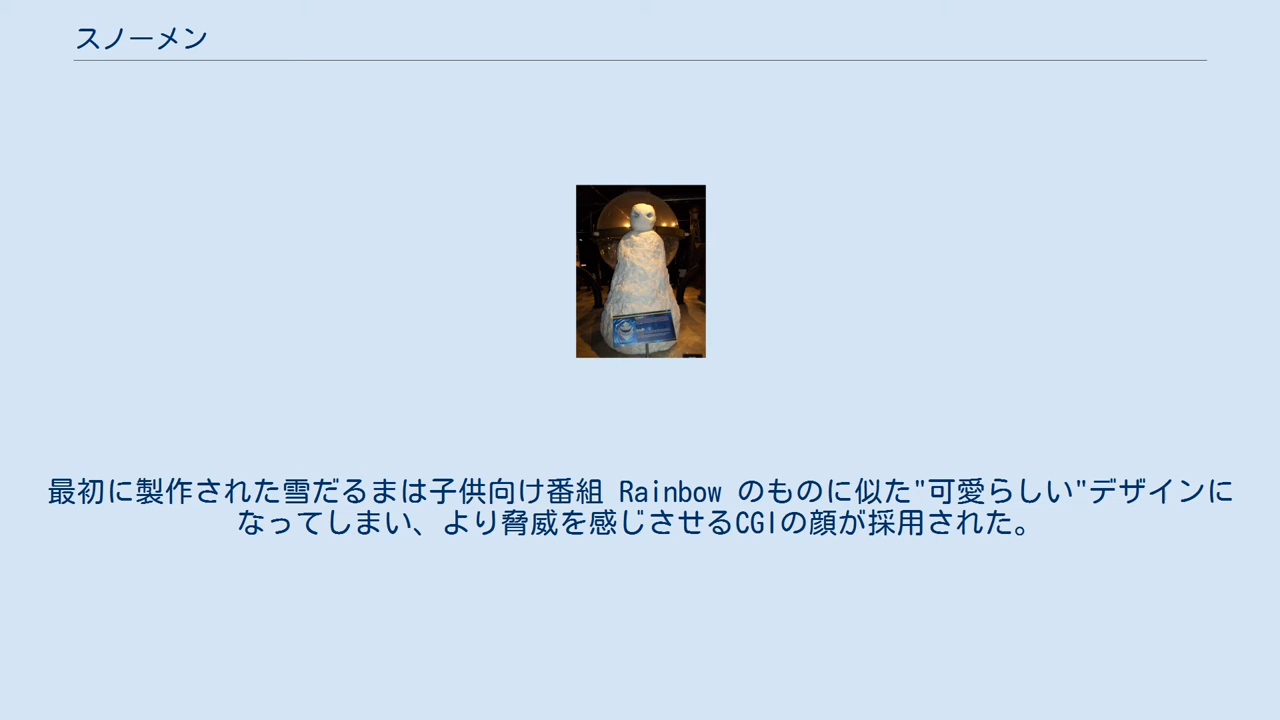 スノーメン
最初に製作された雪だるまは子供向け番組 Rainbow のものに似た"可愛らしい"デザインに
なってしまい、より脅威を感じさせるCGIの顔が採用された。